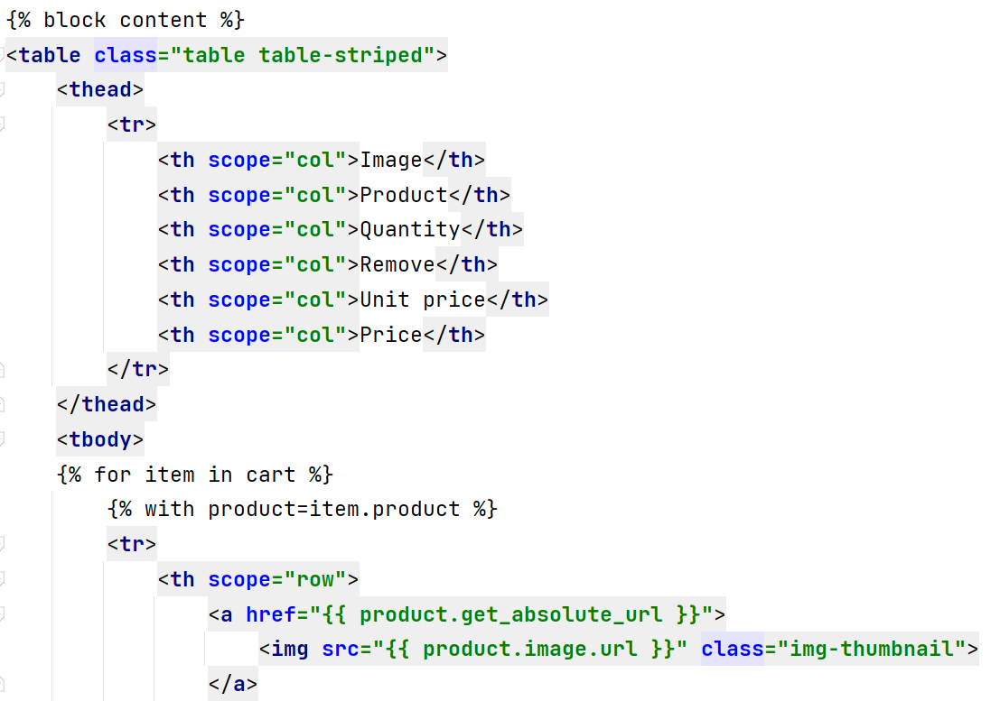 {% block content %}
<table class="table table-striped">
    <thead>
        <tr>
            <th scope="col">Image</th>
            <th scope="col">Product</th>
            <th scope="col">Quantity</th>
            <th scope="col">Remove</th>
            <th scope="col">Unit price</th>
            <th scope="col">Price</th>
        </tr>
    </thead>
    <tbody>
    {% for item in cart %}
        {% with product=item.product %}
        <tr>
            <th scope="row">
                <a href="{{ product.get_absolute_url }}">
                    <img src="{{ product.image.url }}" class="img-thumbnail">
                </a>